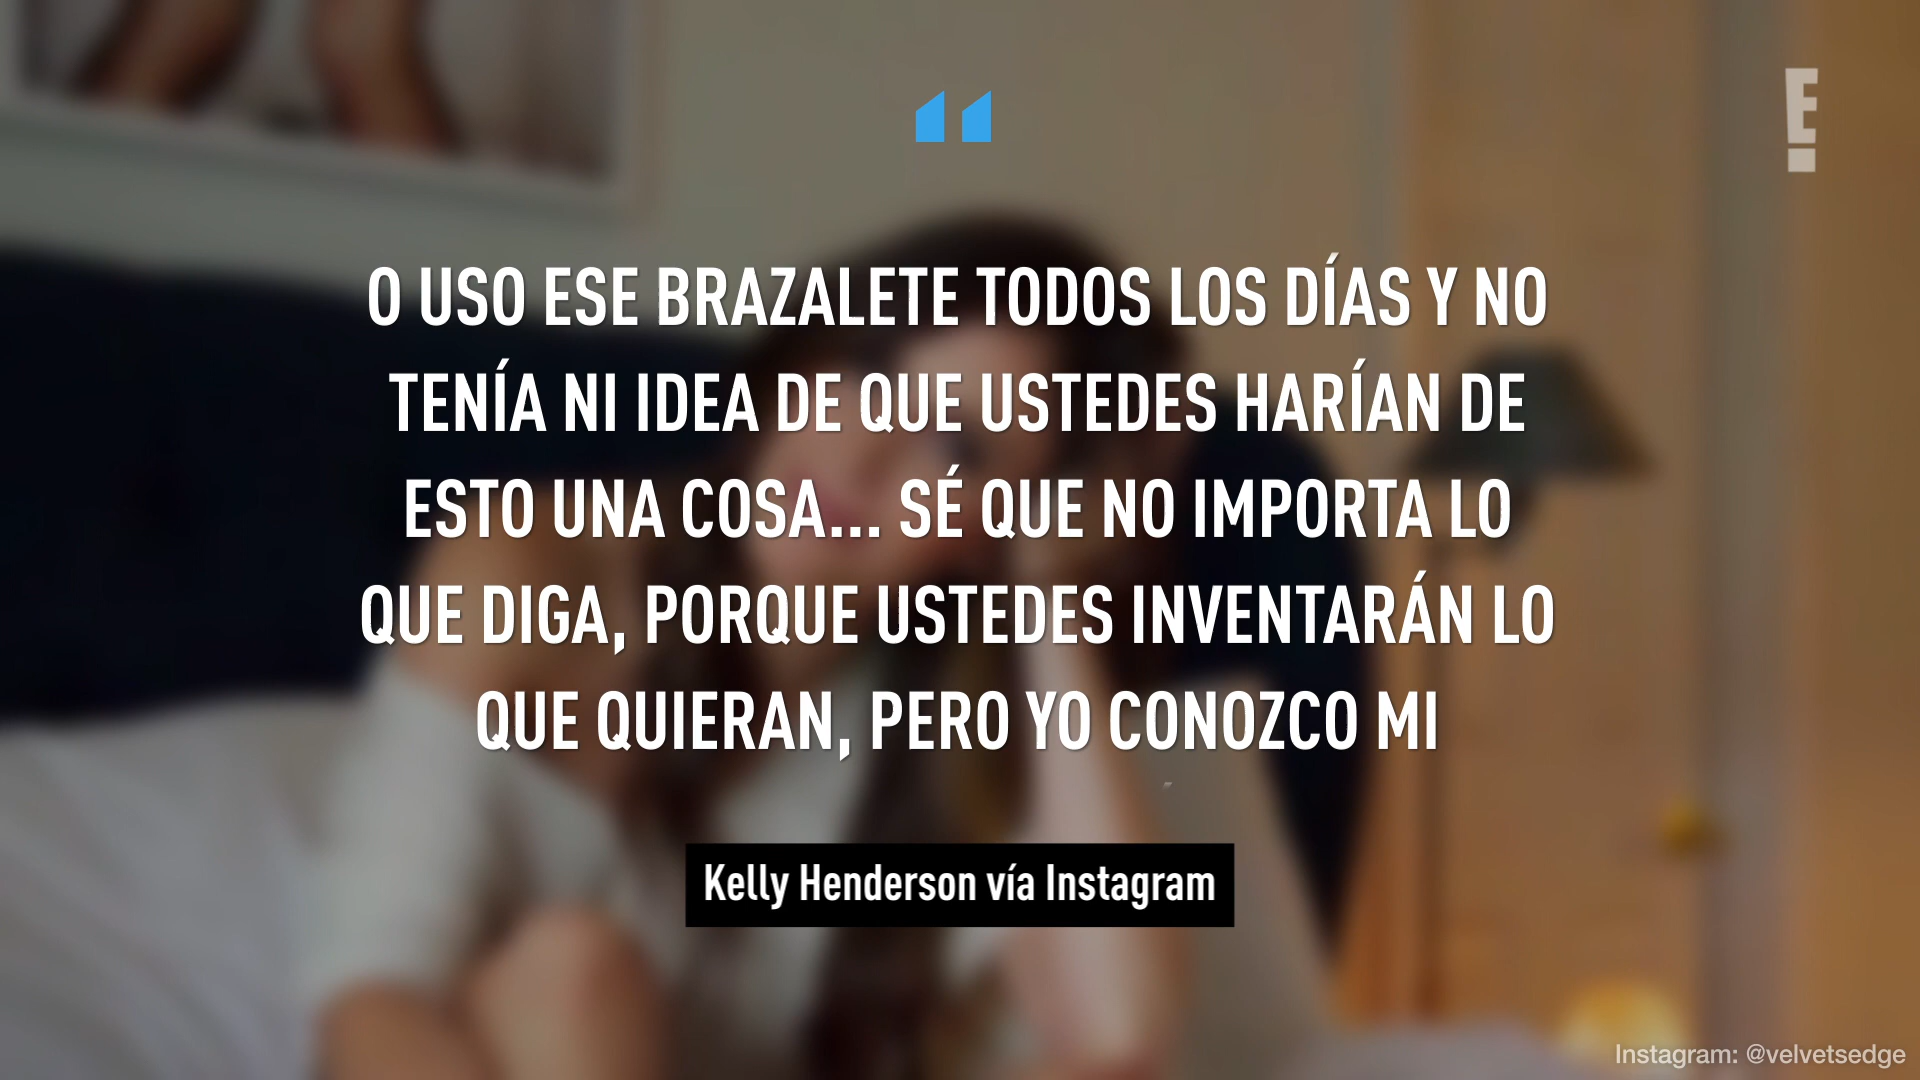 E!
O USO ESE BRAZALETE TODOS LOS DÍAS Y NO
TENÍA NI IDEA DE QUE USTEDES HARÍAN DE
ESTO UNA COSA... SÉ QUE NO IMPORTA LO
QUE DIGA, PORQUE USTEDES INVENTARÁN LO
QUE QUIERAN, PERO YO CONOZCO MI
Kelly Henderson vía Instagram
Instagram: @velvetsedge